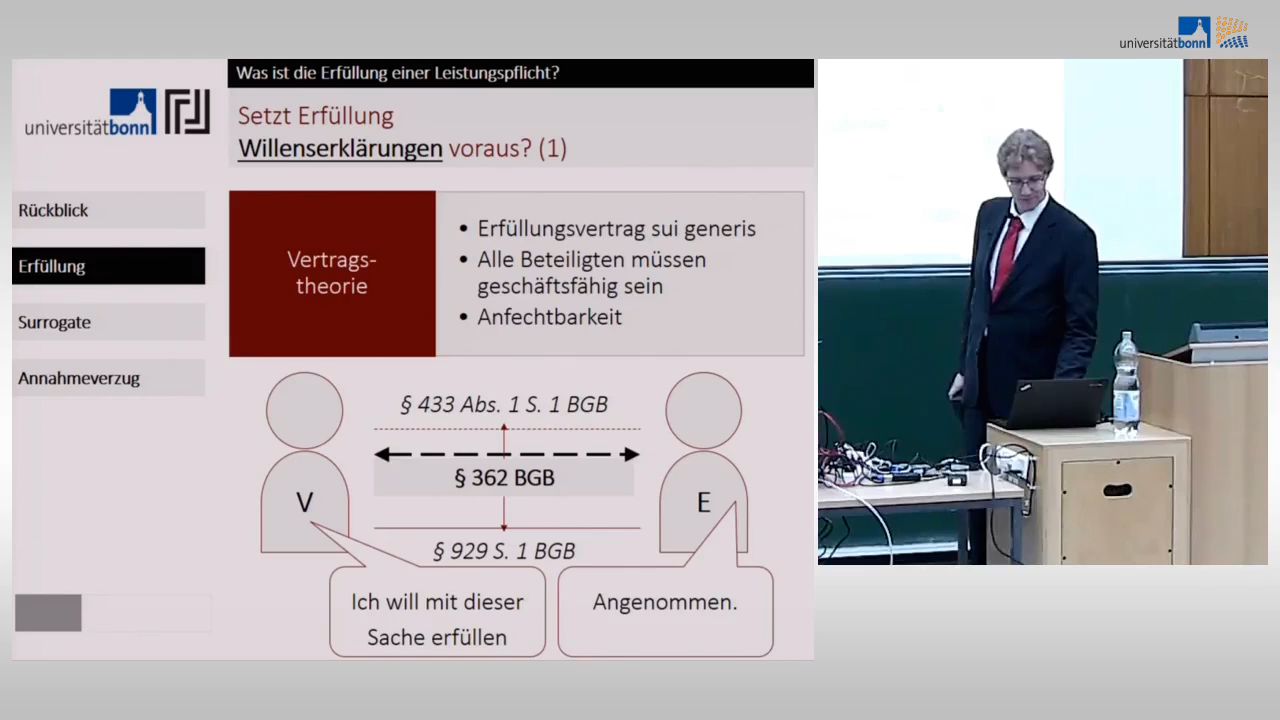 universitätbonn
Was ist die Erfüllung einer Leistungspflicht?
universitätbonn
Setzt Erfüllung
Willenserklärungen voraus? (1)
Rückblick
Erfüllung
Surrogate
Annahmeverzug
Vertrags-
theorie
• Erfüllungsvertrag sui generis
• Alle Beteiligten müssen
geschäftsfähig sein
• Anfechtbarkeit
§ 433 Abs. 1 S. 1 BGB
§ 362 BGB
V
E
§ 929 S. 1 BGB
Ich will mit dieser
Sache erfüllen
Angenommen.